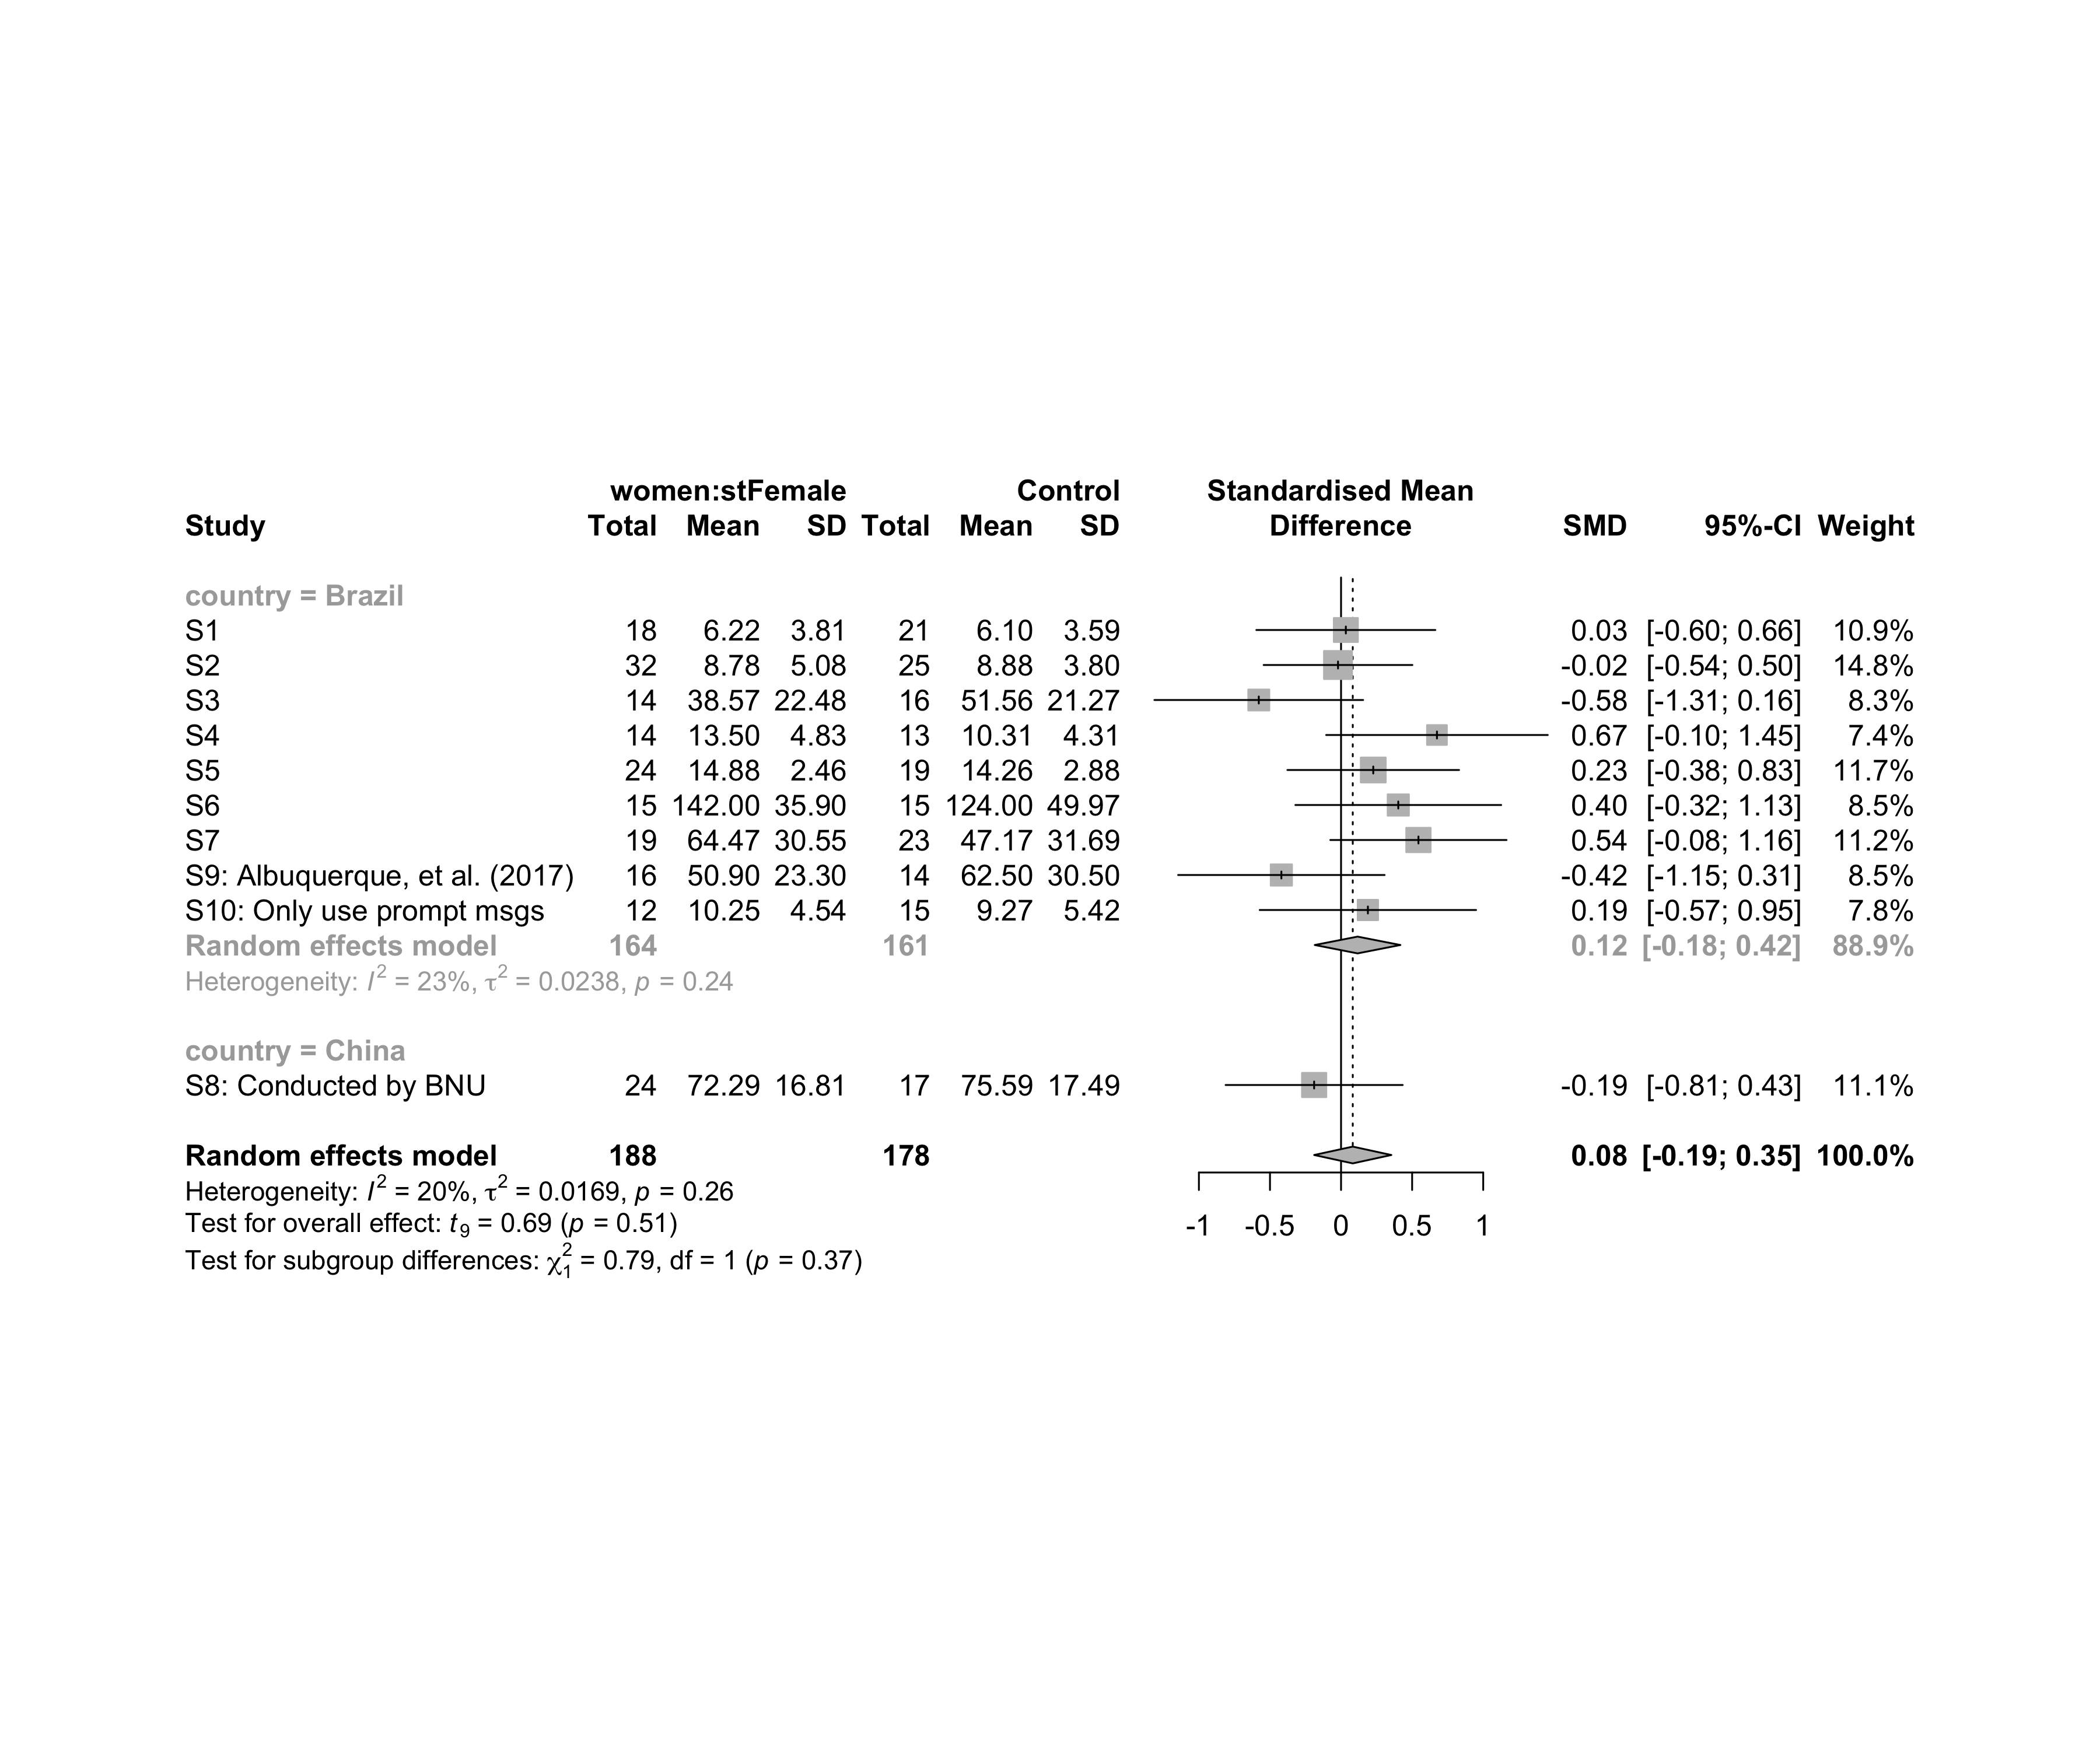 women:stFemale Control Standardised Mean
Study Total Mean SD Total Mean SD Difference SMD 95%-CI Weight
country = Brazil
S1 18 6.22 3.81 21 6.10 3.59 0.03 [-0.60; 0.66] 10.9%
S2 32 8.78 5.08 25 8.88 3.80 -0.02 [-0.54; 0.50] 14.8%
S3 14 38.57 22.48 16 51.56 21.27 -0.58 [-1.31; 0.16] 8.3%
S4 14 13.50 4.83 13 10.31 4.31 0.67 [-0.10; 1.45] 7.4%
S5 24 14.88 2.46 19 14.26 2.88 0.23 [-0.38; 0.83] 11.7%
S6 15 142.00 35.90 15 124.00 49.97 0.40 [-0.32; 1.13] 8.5%
S7 19 64.47 30.55 23 47.17 31.69 0.54 [-0.08; 1.16] 11.2%
S9: Albuquerque, et al. (2017) 16 50.90 23.30 14 62.50 30.50 -0.42 [-1.15; 0.31] 8.5%
S10: Only use prompt msgs 12 10.25 4.54 15 9.27 5.42 0.19 [-0.57; 0.95] 7.8%
Random effects model 164 161 0.12 [-0.18; 0.42] 88.9%
Heterogeneity: I² = 23%, τ² = 0.0238, p = 0.24
country = China
S8: Conducted by BNU 24 72.29 16.81 17 75.59 17.49 -0.19 [-0.81; 0.43] 11.1%
Random effects model 188 178 0.08 [-0.19; 0.35] 100.0%
Heterogeneity: I² = 20%, τ² = 0.0169, p = 0.26
Test for overall effect: t₉ = 0.69 (p = 0.51)
-1 -0.5 0 0.5 1
Test for subgroup differences: χ²₁ = 0.79, df = 1 (p = 0.37)